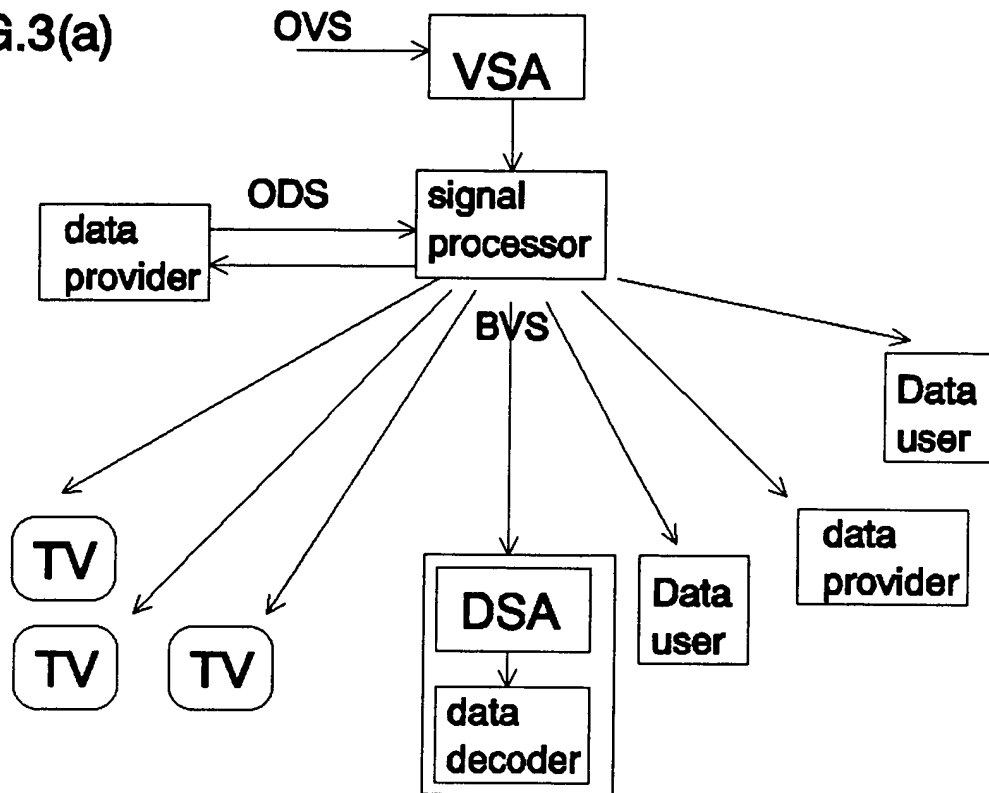 G.3(a)
OVS
VSA
ODS
signal
processor
data
provider
BVS
Data
user
TV
data
provider
DSA
Data
user
TV
TV
data
decoder